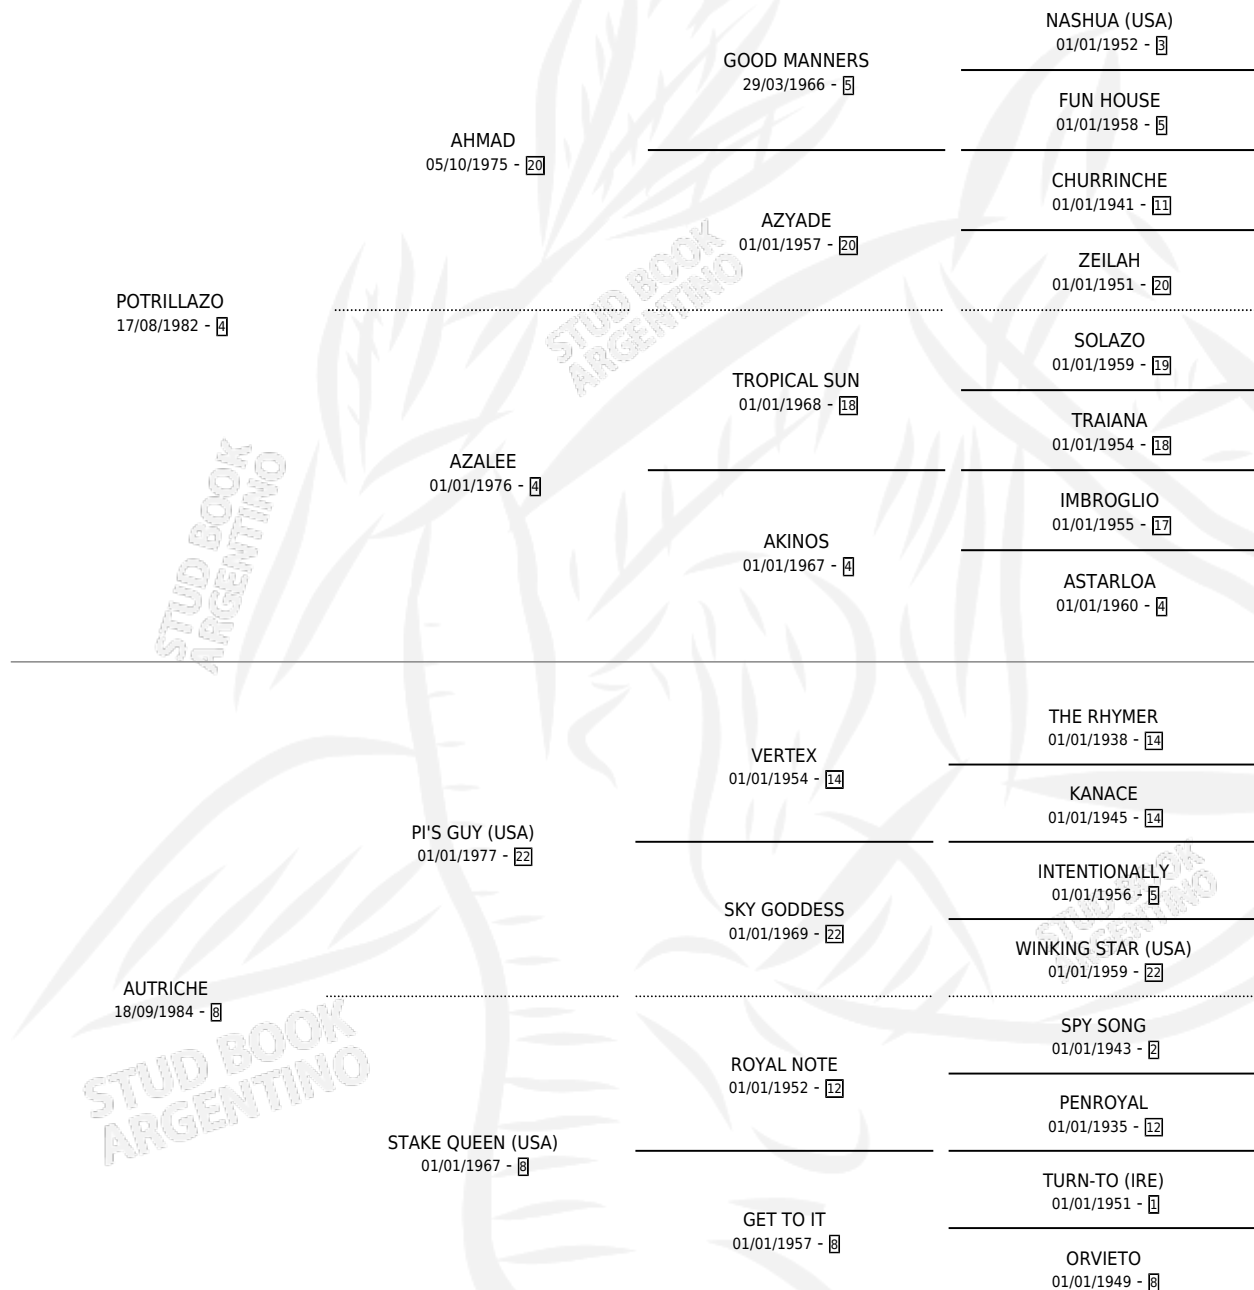 NASHUA (USA)
01/01/1952 - 3
GOOD MANNERS
29/03/1966 - 5
FUN HOUSE
01/01/1958 - 5
AHMAD
05/10/1975 - 20
CHURRINCHE
01/01/1941 - 11
AZYADE
01/01/1957 - 20
ZEILAH
01/01/1951 - 20
POTRILLAZO
17/08/1982 - 4
SOLAZO
01/01/1959 - 19
TROPICAL SUN
01/01/1968 - 18
TRAIANA
01/01/1954 - 18
AZALEE
01/01/1976 - 4
IMBROGLIO
01/01/1955 - 17
AKINOS
01/01/1967 - 4
ASTARLOA
01/01/1960 - 4
STUD BOOK
ARGENTINO
STUD BOOK
ARGENTINO
THE RHYMER
01/01/1938 - 14
VERTEX
01/01/1954 - 14
KANACE
01/01/1945 - 14
PI'S GUY (USA)
01/01/1977 - 22
INTENTIONALLY
01/01/1956 - 5
SKY GODDESS
01/01/1969 - 22
WINKING STAR (USA)
01/01/1959 - 22
STUD BOOK
ARGENTINO
AUTRICHE
18/09/1984 - 8
SPY SONG
01/01/1943 - 2
ROYAL NOTE
01/01/1952 - 12
PENROYAL
01/01/1935 - 12
STAKE QUEEN (USA)
01/01/1967 - 8
TURN-TO (IRE)
01/01/1951 - 1
GET TO IT
01/01/1957 - 8
ORVIETO
01/01/1949 - 8
STUD BOOK
ARGENTINO